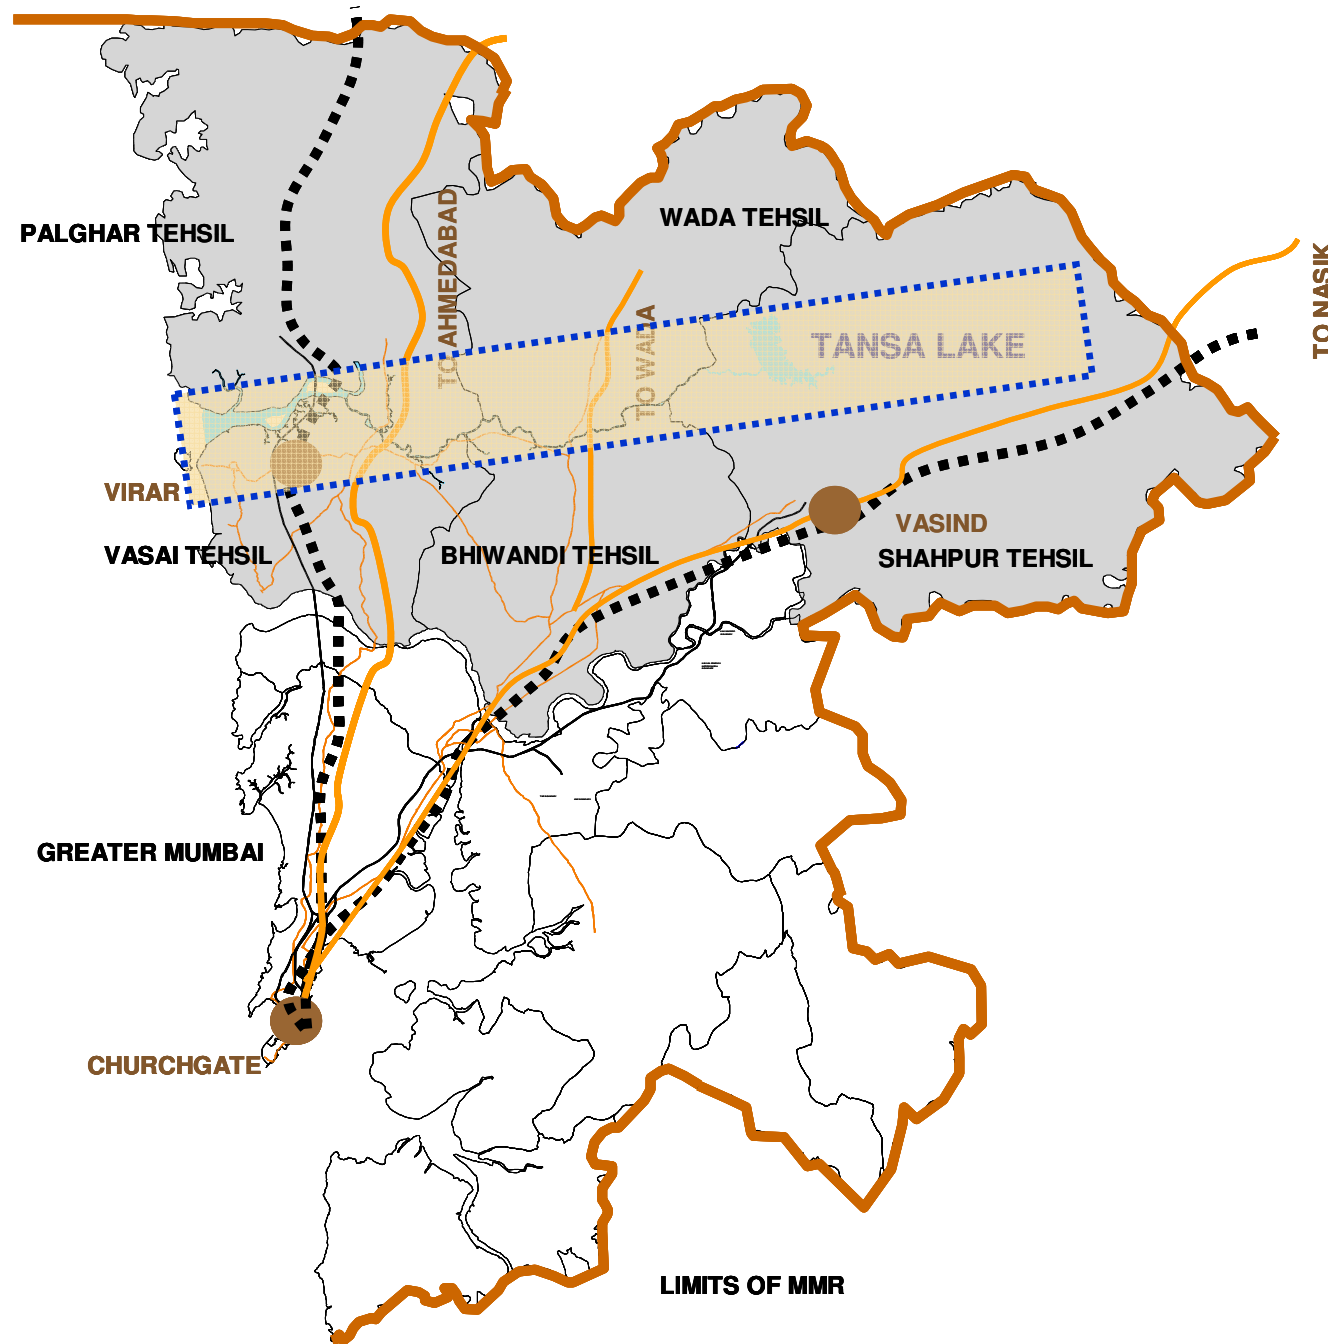 WADA TEHSIL
PALGHAR TEHSIL
TO AHMEDABAD
TO NASIK
TO WADA
TANSA LAKE
VIRAR
VASIND
VASAI TEHSIL
BHIWANDI TEHSIL
SHAHPUR TEHSIL
GREATER MUMBAI
CHURCHGATE
LIMITS OF MMR